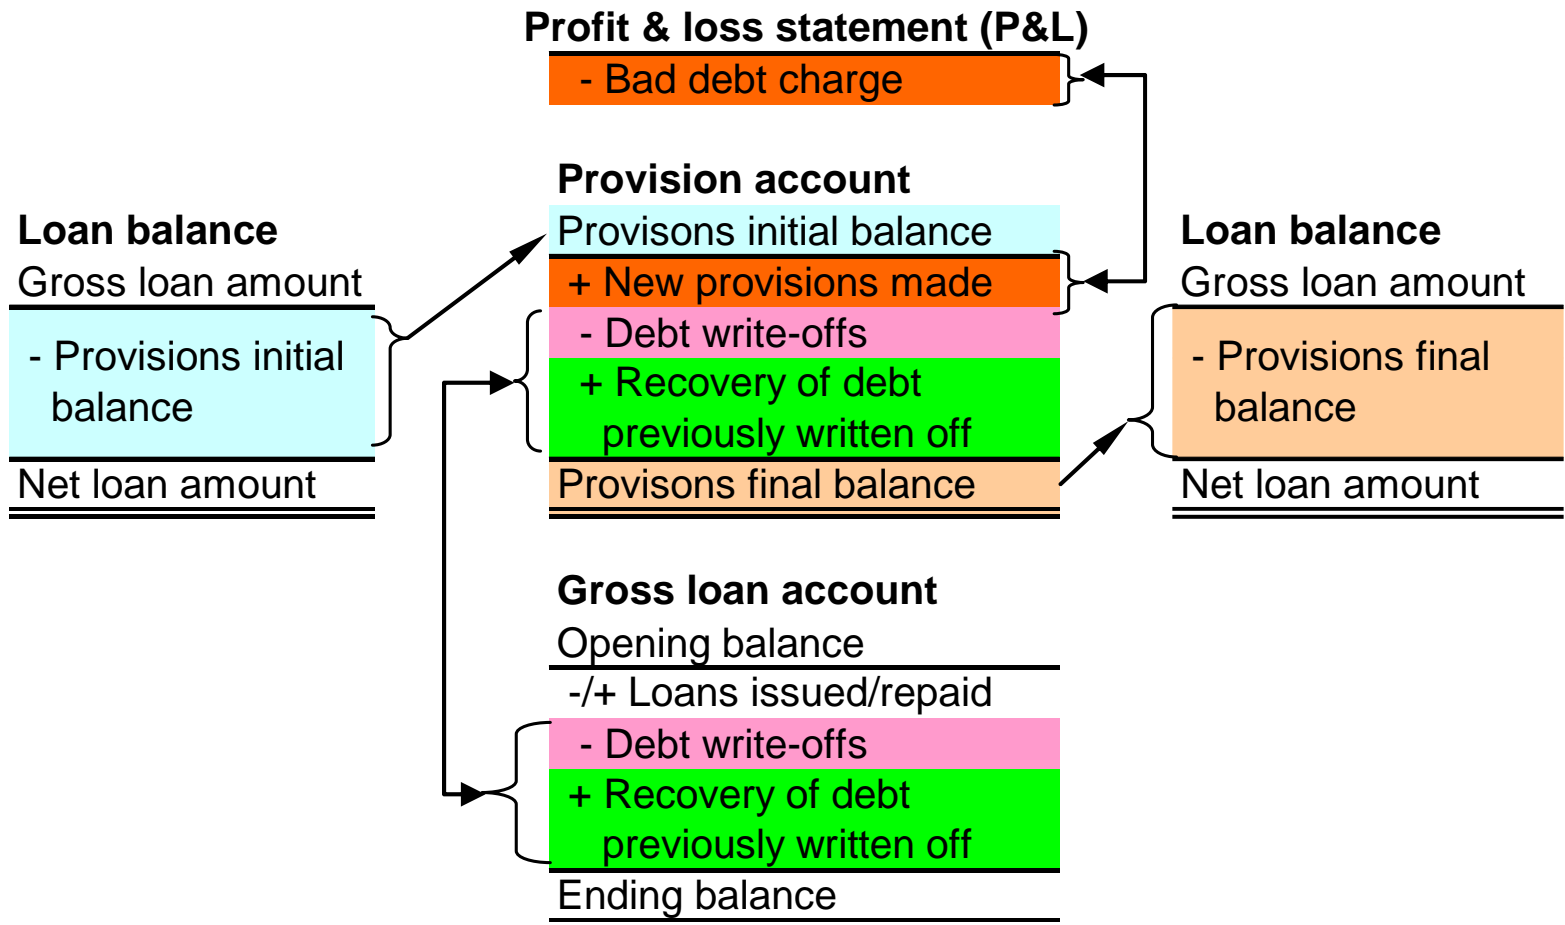 Profit & loss statement (P&L)
- Bad debt charge
Loan balance
Gross loan amount
- Provisions initial
balance
Net loan amount
Provision account
Provisons initial balance
+ New provisions made
- Debt write-offs
+ Recovery of debt
previously written off
Provisons final balance
Loan balance
Gross loan amount
- Provisions final
balance
Net loan amount
Gross loan account
Opening balance
-/+ Loans issued/repaid
- Debt write-offs
+ Recovery of debt
previously written off
Ending balance